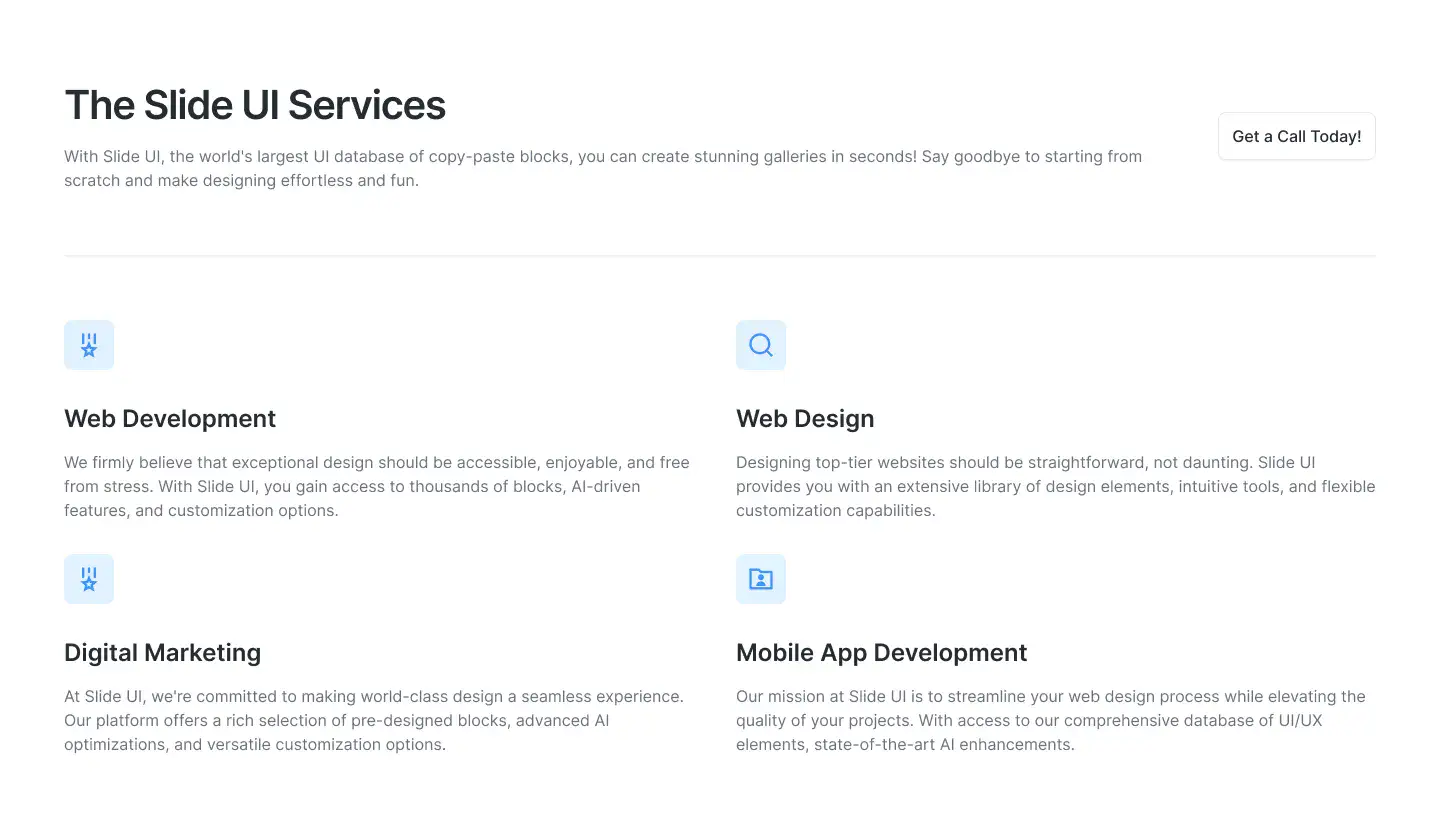 The Slide UI Services
With Slide UI, the world's largest UI database of copy-paste blocks, you can create stunning galleries in seconds! Say goodbye to starting from
scratch and make designing effortless and fun.
Get a Call Today!
Web Development
We firmly believe that exceptional design should be accessible, enjoyable, and free
from stress. With Slide UI, you gain access to thousands of blocks, AI-driven
features, and customization options.
Web Design
Designing top-tier websites should be straightforward, not daunting. Slide UI
provides you with an extensive library of design elements, intuitive tools, and flexible
customization capabilities.
Digital Marketing
At Slide UI, we're committed to making world-class design a seamless experience.
Our platform offers a rich selection of pre-designed blocks, advanced AI
optimizations, and versatile customization options.
Mobile App Development
Our mission at Slide UI is to streamline your web design process while elevating the
quality of your projects. With access to our comprehensive database of UI/UX
elements, state-of-the-art AI enhancements.